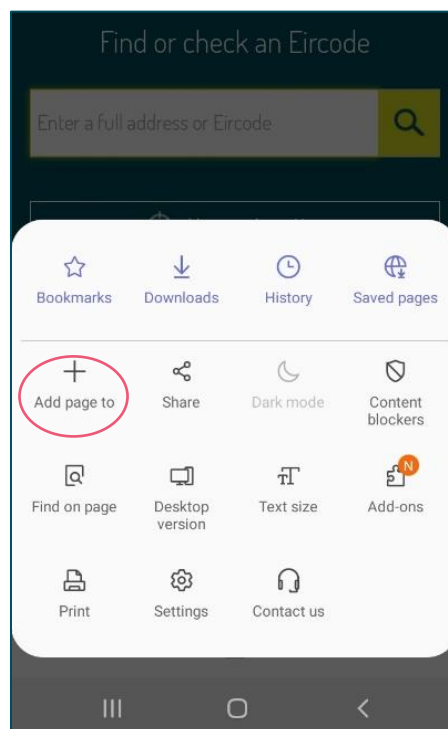 Find or check an Eircode
Enter a full address or Eircode
Bookmarks Downloads History Saved pages
Add page to Share Dark mode Content
blockers
Find on page Desktop
version Text size Add-ons N
Print Settings Contact us